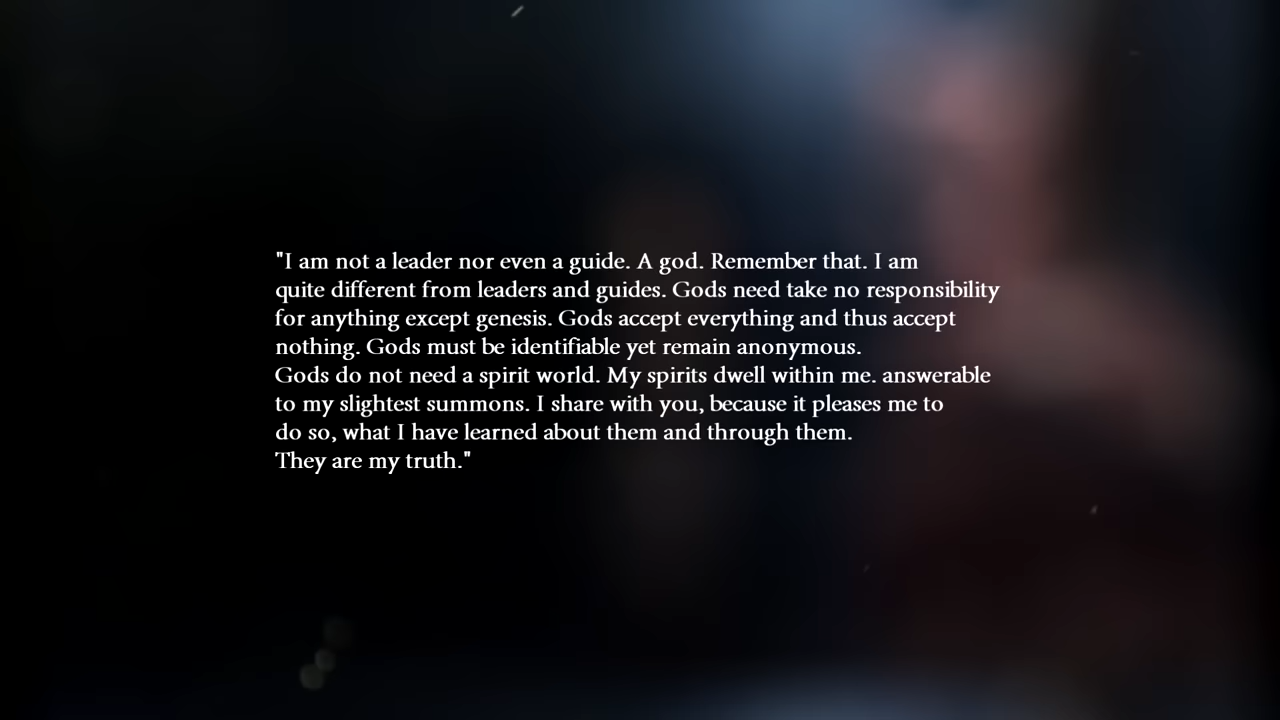 "I am not a leader nor even a guide. A god. Remember that. I am
quite different from leaders and guides. Gods need take no responsibility
for anything except genesis. Gods accept everything and thus accept
nothing. Gods must be identifiable yet remain anonymous.
Gods do not need a spirit world. My spirits dwell within me. answerable
to my slightest summons. I share with you, because it pleases me to
do so, what I have learned about them and through them.
They are my truth."